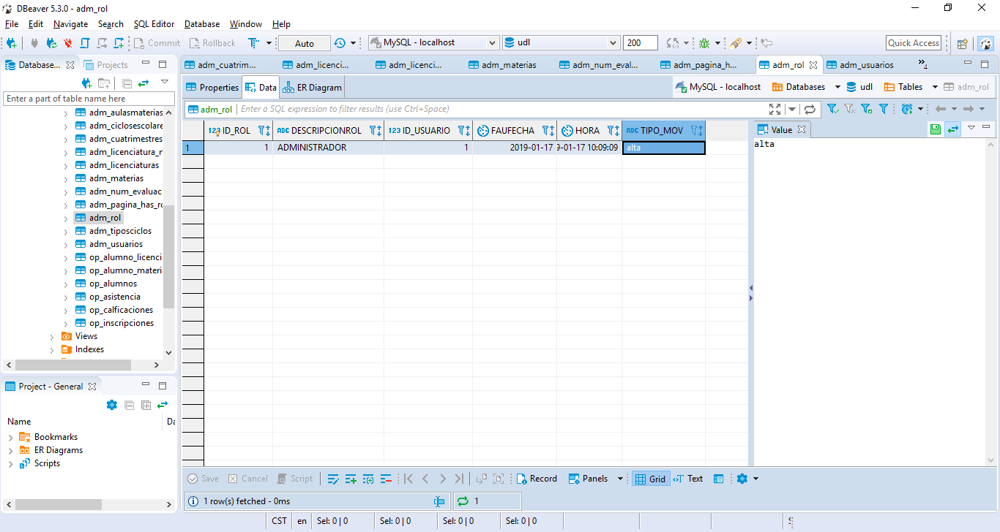 DBeaver 5.3.0 - adm_rol
File Edit Navigate Search SQL Editor Database Window Help
Commit Rollback Auto MySQL - localhost udl 200 Quick Access
Database... Projects
adm_cuatrim... adm_licenci... adm_licenci... adm_materias adm_num_eval... adm_pagina_h... adm_rol adm_usuarios »4
Properties Data ER Diagram MySQL - localhost Databases udl Tables adm_rol
Enter a part of table name here
adm_rol Enter a SQL expression to filter results (use Ctrl+Space)
adm_aulasmaterias
adm_ciclosescolare
adm_cuatrimestres
adm_licenciatura_
adm_licenciaturas
adm_materias
adm_num_evaluac
adm_pagina_has_ro
adm_rol
adm_tiposciclos
adm_usuarios
op_alumno_licenci
op_alumno_materi
op_alumnos
op_asistencia
op_calficaciones
op_inscripciones
Views
Indexes
123 ID_ROL ABC DESCRIPCIONROL 123 ID_USUARIO FAUFECHA HORA ABC TIPO_MOV
1 1 ADMINISTRADOR 1 2019-01-17 9-01-17 10:09:09 alta
Value
alta
Project - General
Name Da
Bookmarks
ER Diagrams
Scripts
Save Cancel Script Record Panels Grid Text
1 row(s) fetched - 0ms 1
CST en Sel: 0 | 0 Sel: 0 | 0 Sel: 0 | 0 Sel: 0 | 0